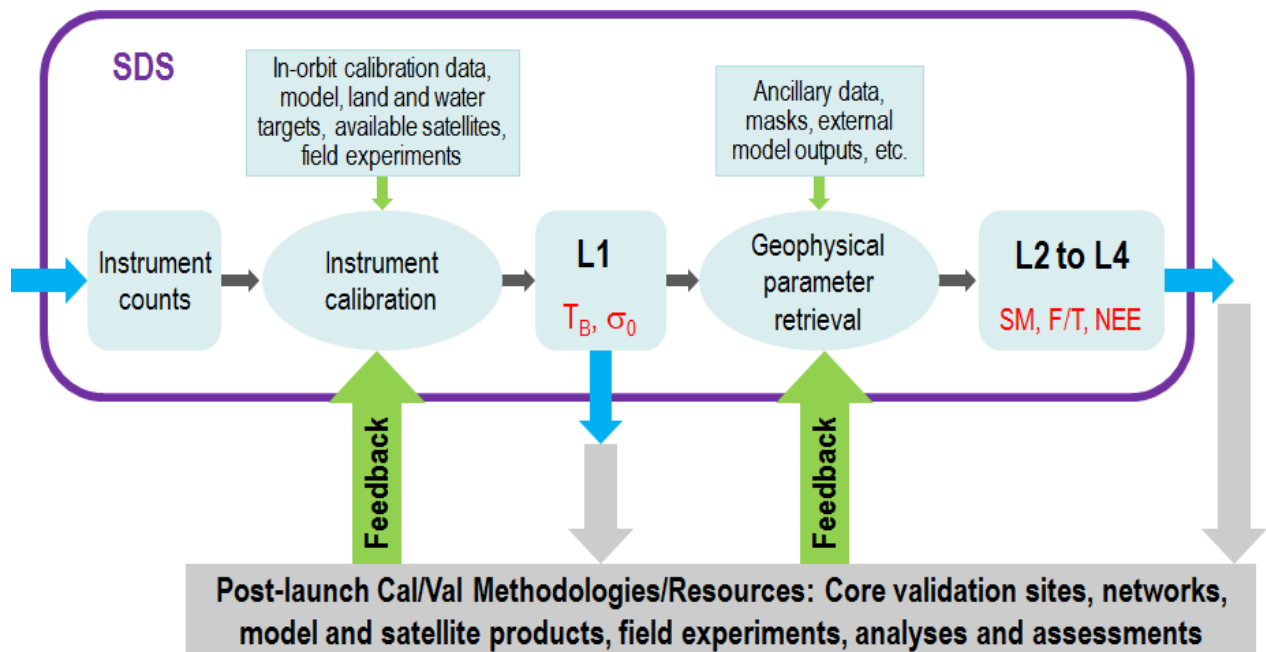 SDS
In-orbit calibration data,
model, land and water
targets, available satellites,
field experiments
Ancillary data,
masks, external
model outputs, etc.
Instrument
counts
Instrument
calibration
L1
T_B, σ_0
Geophysical
parameter
retrieval
L2 to L4
SM, F/T, NEE
Feedback
Feedback
Post-launch Cal/Val Methodologies/Resources: Core validation sites, networks,
model and satellite products, field experiments, analyses and assessments